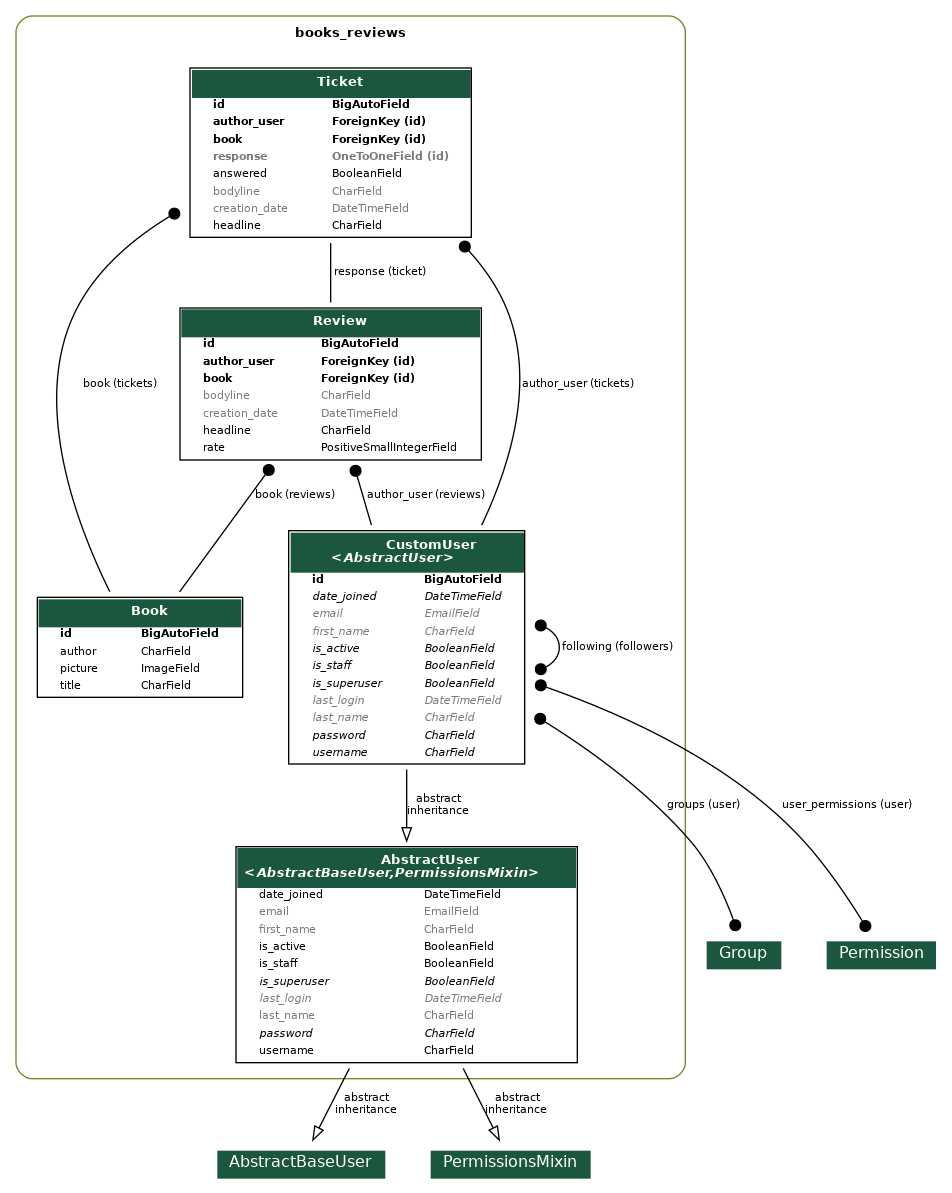 books_reviews
Ticket
id BigAutoField
author_user ForeignKey (id)
book ForeignKey (id)
response OneToOneField (id)
answered BooleanField
bodyline CharField
creation_date DateTimeField
headline CharField
response (ticket)
Review
id BigAutoField
author_user ForeignKey (id)
book ForeignKey (id)
bodyline CharField
creation_date DateTimeField
headline CharField
rate PositiveSmallIntegerField
book (tickets)
author_user (tickets)
book (reviews)
author_user (reviews)
CustomUser
<AbstractUser>
id BigAutoField
date_joined DateTimeField
email EmailField
first_name CharField
is_active BooleanField
is_staff BooleanField
is_superuser BooleanField
last_login DateTimeField
last_name CharField
password CharField
username CharField
Book
id BigAutoField
author CharField
picture ImageField
title CharField
following (followers)
abstract
inheritance
groups (user)
user_permissions (user)
AbstractUser
<AbstractBaseUser,PermissionsMixin>
date_joined DateTimeField
email EmailField
first_name CharField
is_active BooleanField
is_staff BooleanField
is_superuser BooleanField
last_login DateTimeField
last_name CharField
password CharField
username CharField
Group
Permission
abstract
inheritance
abstract
inheritance
AbstractBaseUser
PermissionsMixin